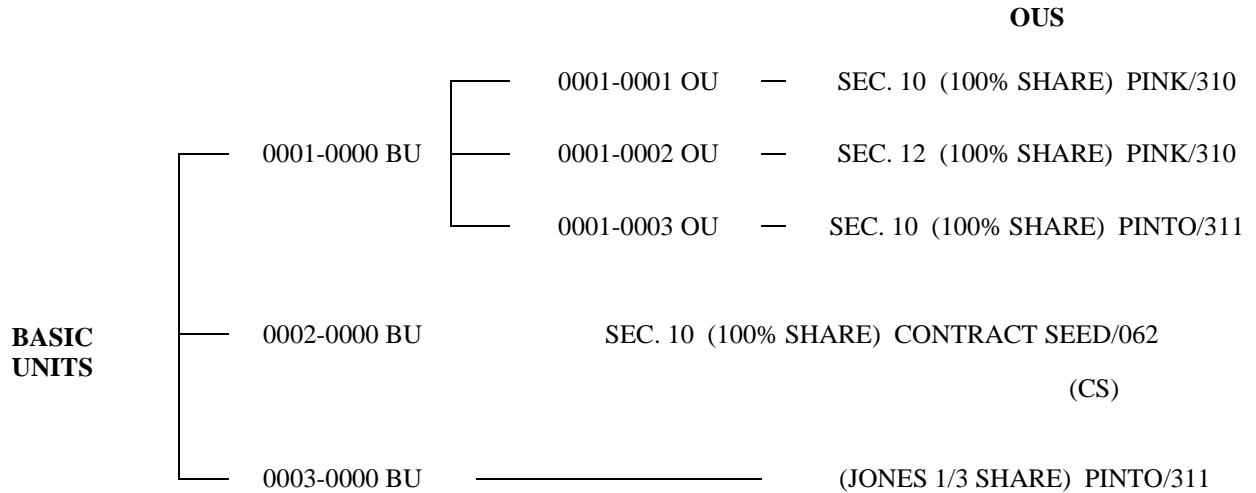 OUS
0001-0001 OU — SEC. 10 (100% SHARE) PINK/310
0001-0000 BU 0001-0002 OU — SEC. 12 (100% SHARE) PINK/310
0001-0003 OU — SEC. 10 (100% SHARE) PINTO/311
BASIC UNITS
0002-0000 BU SEC. 10 (100% SHARE) CONTRACT SEED/062
(CS)
0003-0000 BU (JONES 1/3 SHARE) PINTO/311